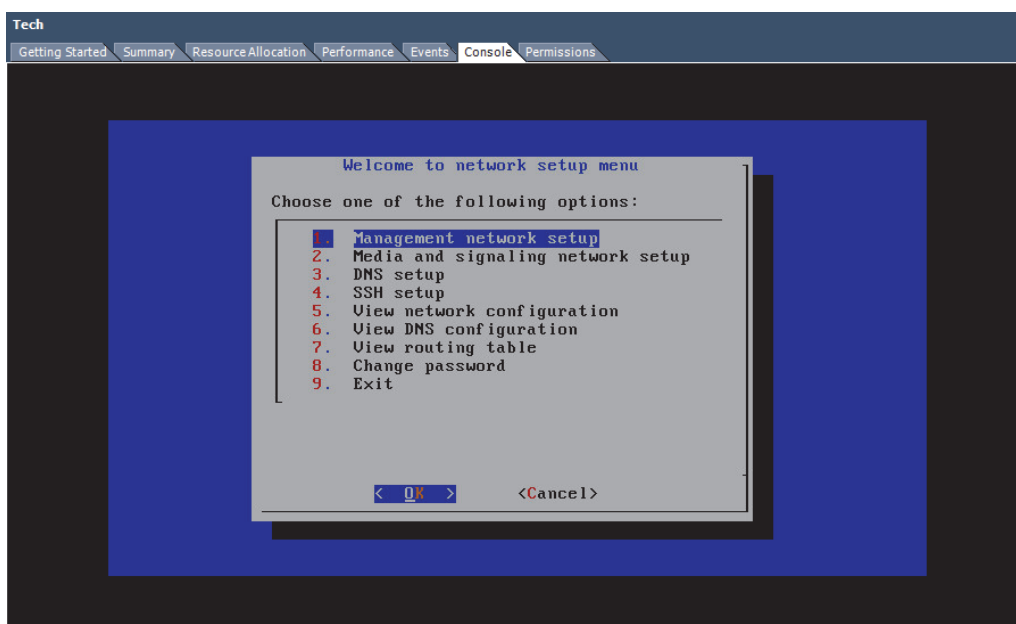 Tech
Getting Started Summary Resource Allocation Performance Events Console Permissions
Welcome to network setup menu
Choose one of the following options:
1. Management network setup
2. Media and signaling network setup
3. DNS setup
4. SSH setup
5. View network configuration
6. View DNS configuration
7. View routing table
8. Change password
9. Exit
< OK > <Cancel>